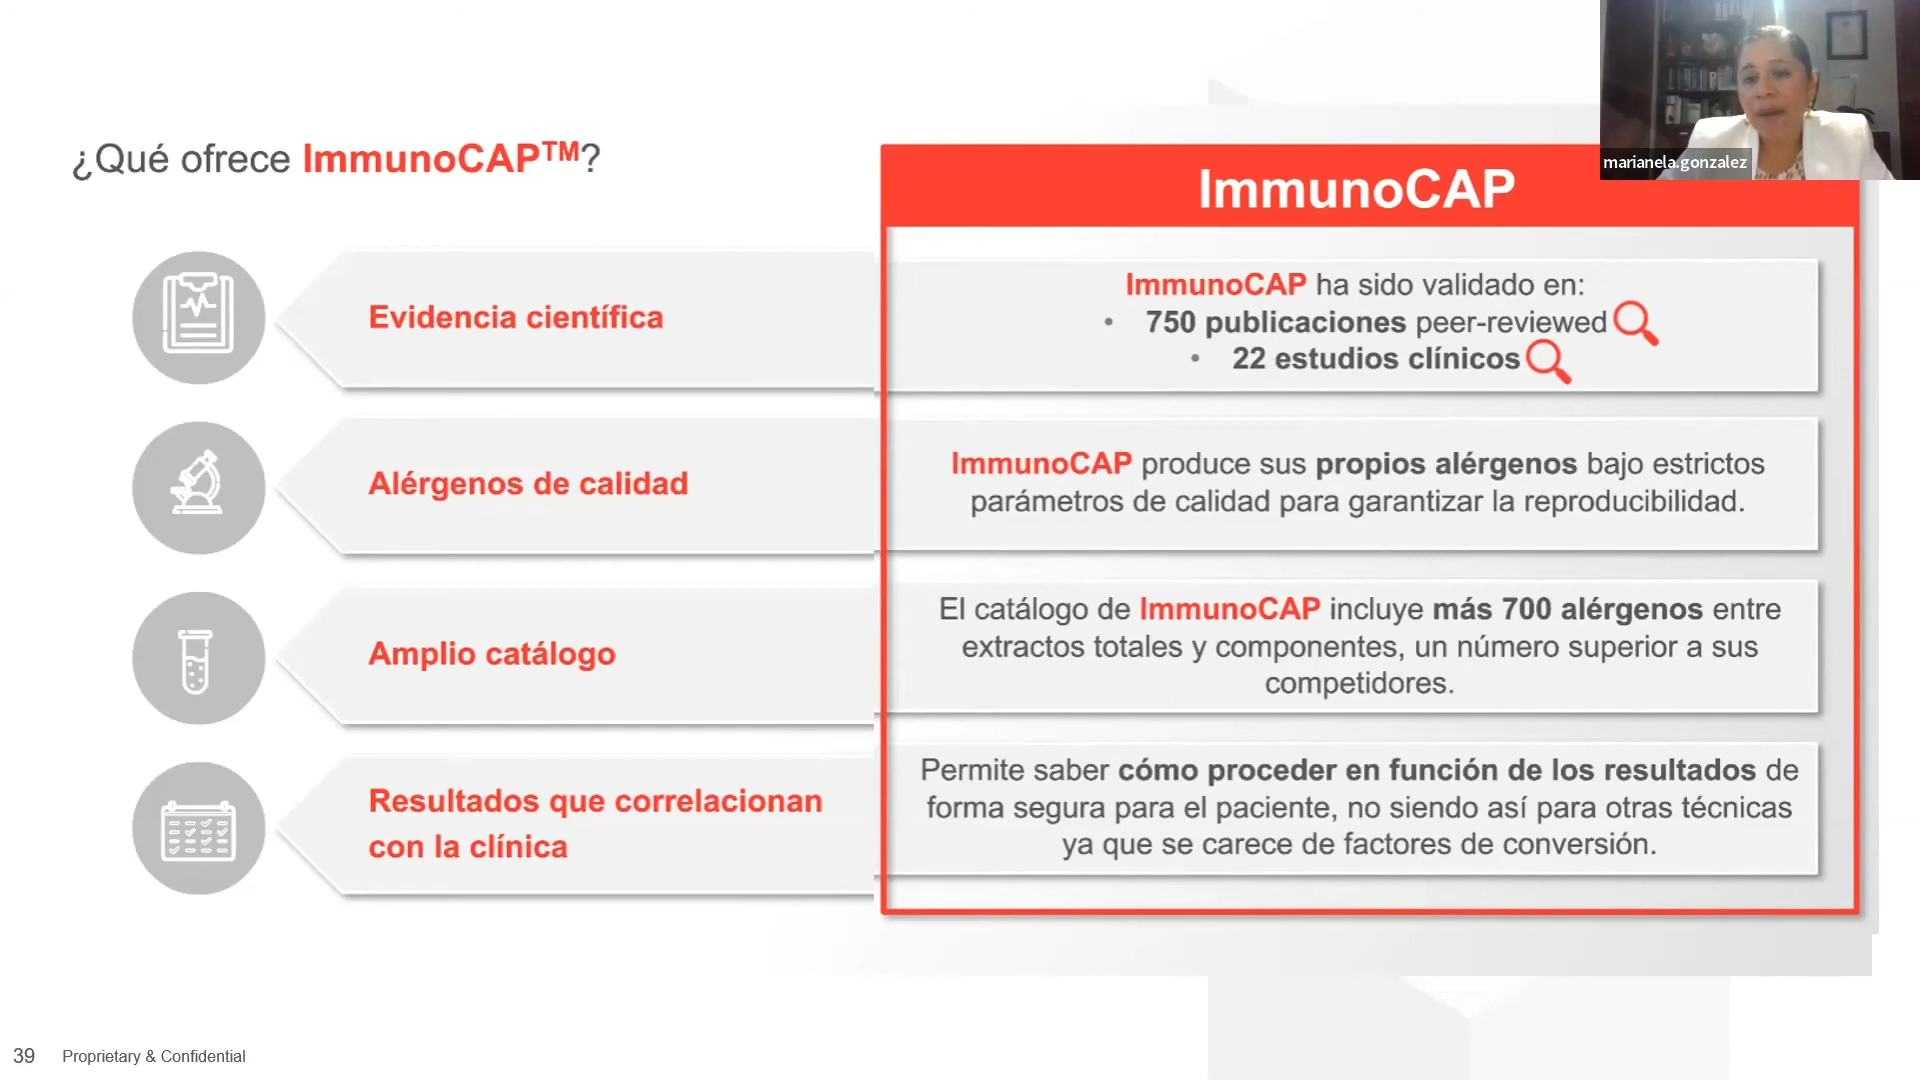 ¿Qué ofrece ImmunoCAP™?
marianela.gonzalez
ImmunoCAP
Evidencia científica
ImmunoCAP ha sido validado en:
• 750 publicaciones peer-reviewed
• 22 estudios clínicos
Alérgenos de calidad
ImmunoCAP produce sus propios alérgenos bajo estrictos
parámetros de calidad para garantizar la reproducibilidad.
Amplio catálogo
El catálogo de ImmunoCAP incluye más 700 alérgenos entre
extractos totales y componentes, un número superior a sus
competidores.
Resultados que correlacionan
con la clínica
Permite saber cómo proceder en función de los resultados de
forma segura para el paciente, no siendo así para otras técnicas
ya que se carece de factores de conversión.
39 Proprietary & Confidential